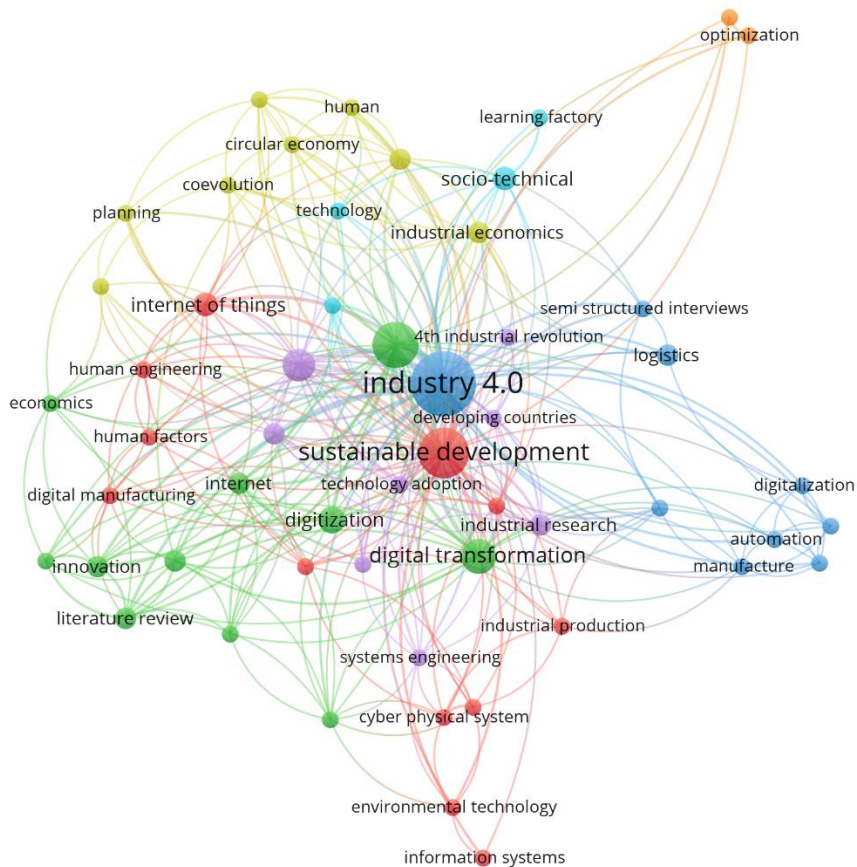 optimization
human
learning factory
circular economy
socio-technical
coevolution
technology
planning
industrial economics
internet of things
semi structured interviews
4th industrial revolution
logistics
human engineering
industry 4.0
economics
developing countries
human factors
sustainable development
internet
technology adoption
digitalization
digital manufacturing
digitization
industrial research
automation
digital transformation
innovation
manufacture
literature review
industrial production
systems engineering
cyber physical system
environmental technology
information systems